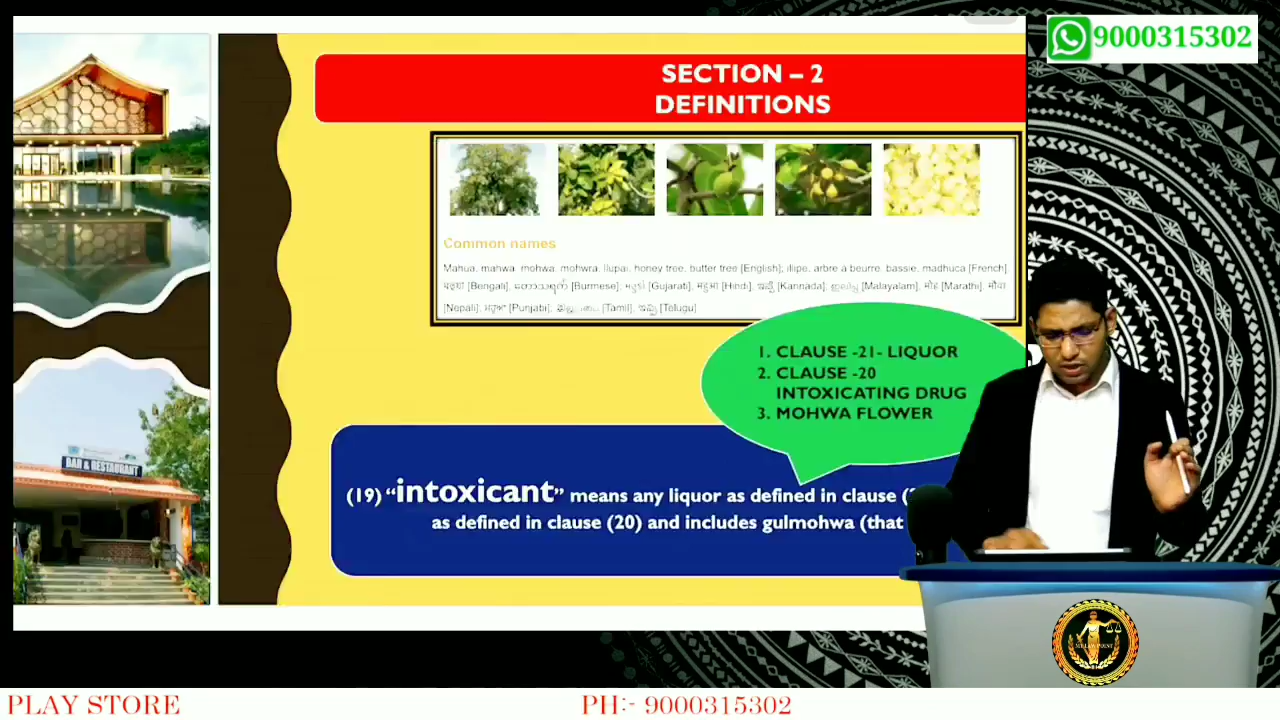 9000315302
SECTION – 2
DEFINITIONS
Common names
Mahua, mahwa, mohwa, mohwra, Ilupai, honey tree, butter tree [English]; illipe, arbre à beurre, bassie, madhuca [French];
[Bengali]; [Burmese]; [Gujarati]; [Hindi]; [Kannada]; [Malayalam]; [Marathi];
[Nepali]; [Punjabi]; [Tamil]; [Telugu]
1. CLAUSE -21- LIQUOR
2. CLAUSE -20
INTOXICATING DRUG
3. MOHWA FLOWER
BAR & RESTAURANT
(19) “intoxicant” means any liquor as defined in clause (
as defined in clause (20) and includes gulmohwa (that
MY LAW POINT
PLAY STORE
PH:- 9000315302